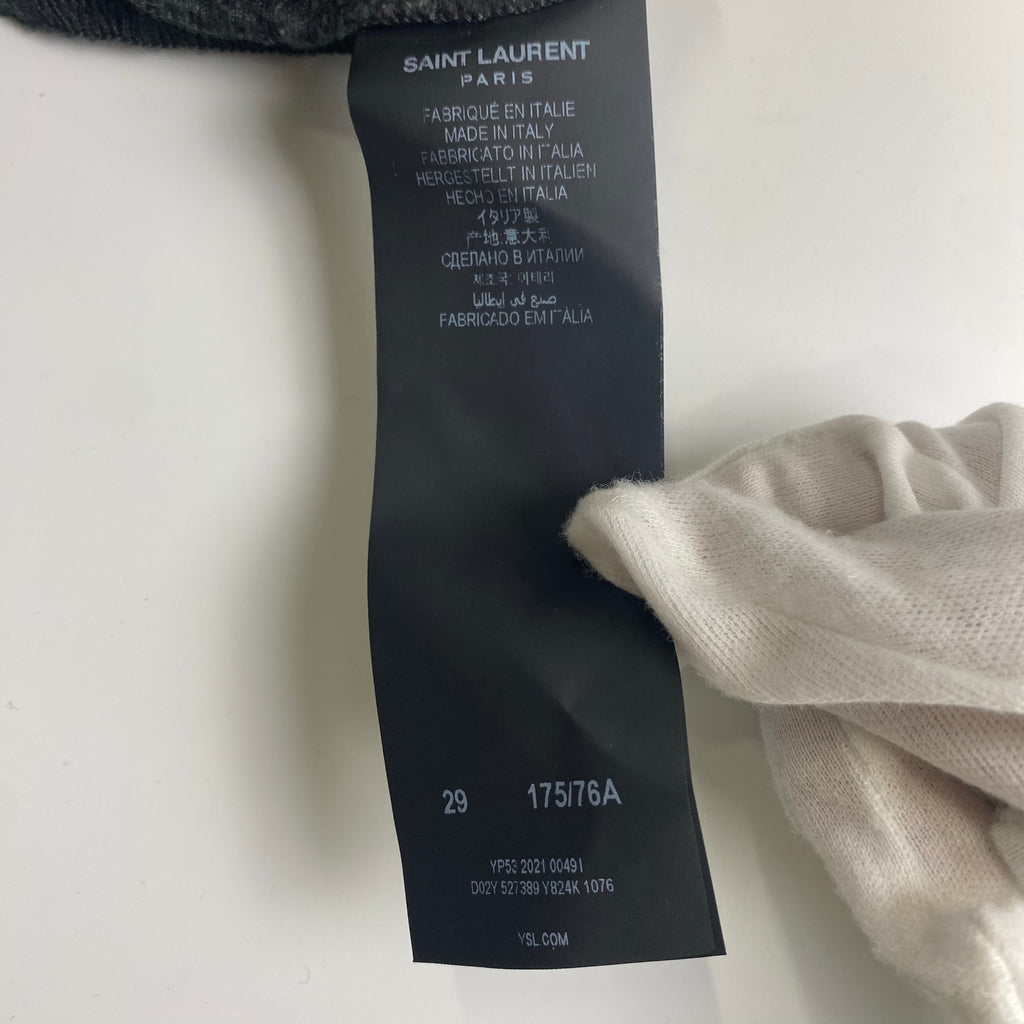 SAINT LAURENT
PARIS
FABRIQUÉ EN ITALIE
MADE IN ITALY
FABBRICATO IN ITALIA
HERGESTELLT IN ITALIEN
HECHO EN ITALIA
イタリア製
产地:意大利
СДЕЛАНО В ИТАЛИИ
제조국: 이태리
صنع في إيطاليا
FABRICADO EM ITÁLIA
29 175/76A
YP53 2021 0049I
D02Y 527389 Y824K 1076
YSL.COM